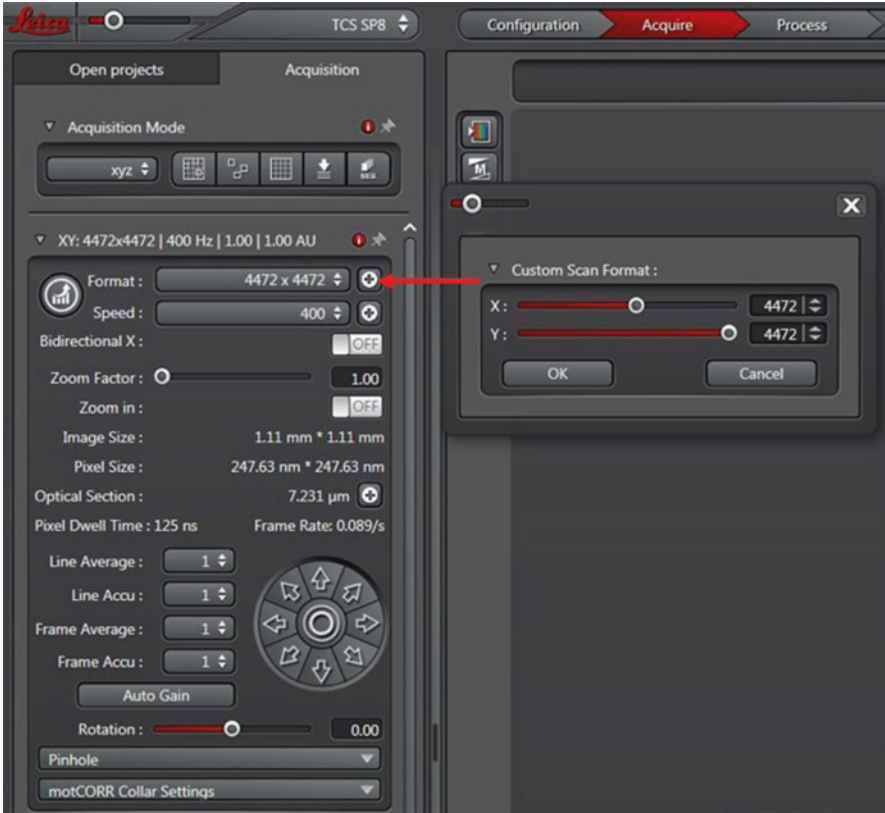 Leica
TCS SP8
Configuration
Acquire
Process
Open projects
Acquisition
Acquisition Mode
xyz
SEQ
XY: 4472x4472 | 400 Hz | 1.00 | 1.00 AU
Format : 4472 x 4472
Speed : 400
Bidirectional X : OFF
Zoom Factor : 1.00
Zoom in : OFF
Image Size : 1.11 mm * 1.11 mm
Pixel Size : 247.63 nm * 247.63 nm
Optical Section : 7.231 µm
Pixel Dwell Time : 125 ns Frame Rate: 0.089/s
Line Average : 1
Line Accu : 1
Frame Average : 1
Frame Accu : 1
Auto Gain
Rotation : 0.00
Pinhole
motCORR Collar Settings
M
Custom Scan Format :
X : 4472
Y : 4472
OK Cancel